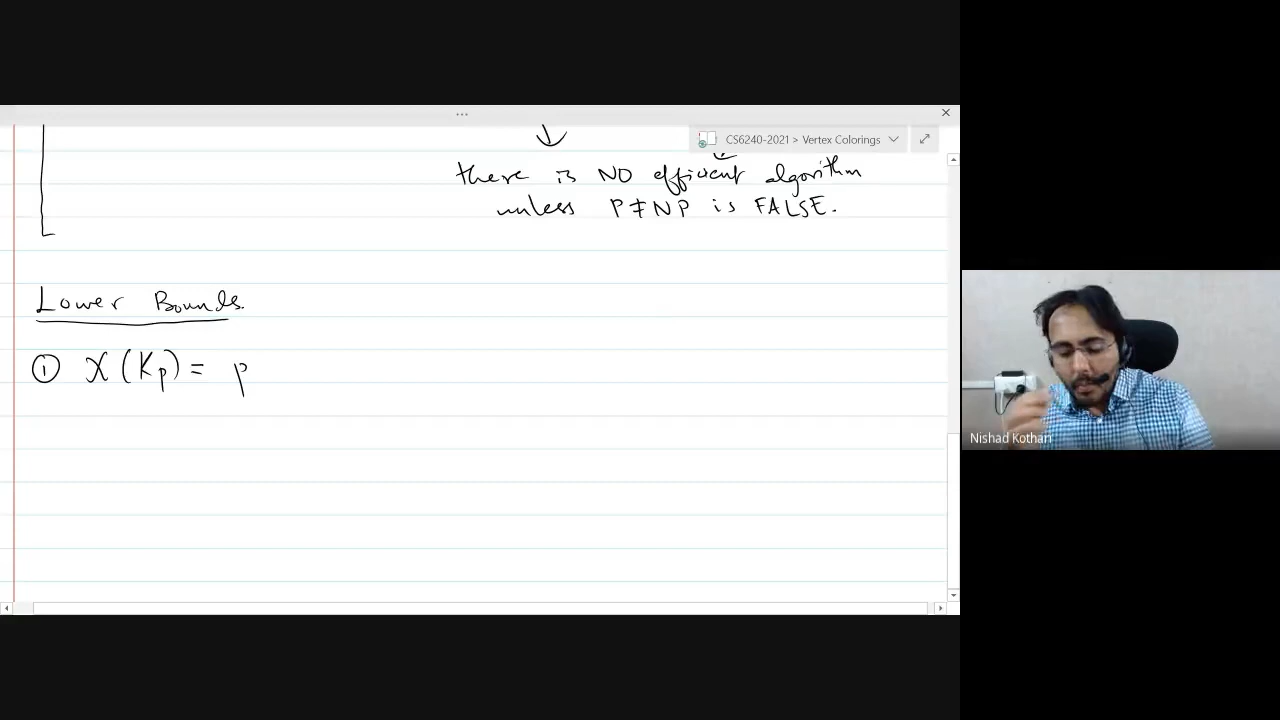 CS6240-2021 > Vertex Colorings
there is NO efficient algorithm
unless P≠NP is FALSE.
Lower Bounds.
① χ(Kp) = p
Nishad Kothari